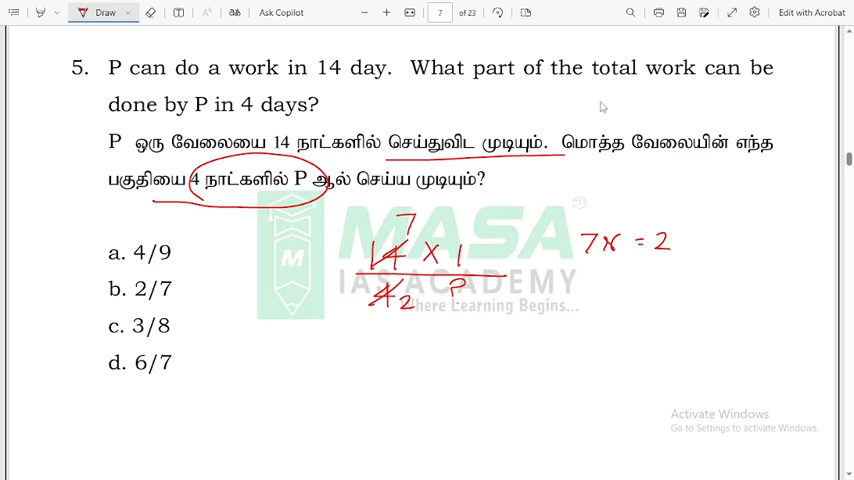 Draw
Ask Copilot
7 of 23
Edit with Acrobat
5. P can do a work in 14 day. What part of the total work can be
done by P in 4 days?
P ஒரு வேலையை 14 நாட்களில் செய்துவிட முடியும். மொத்த வேலையின் எந்த
பகுதியை 4 நாட்களில் P ஆல் செய்ய முடியும்?
7
14 × 1
4 2 ?
7x = 2
MASA
IAS ACADEMY
Where Learning Begins...
a. 4/9
b. 2/7
c. 3/8
d. 6/7
Activate Windows
Go to Settings to activate Windows.